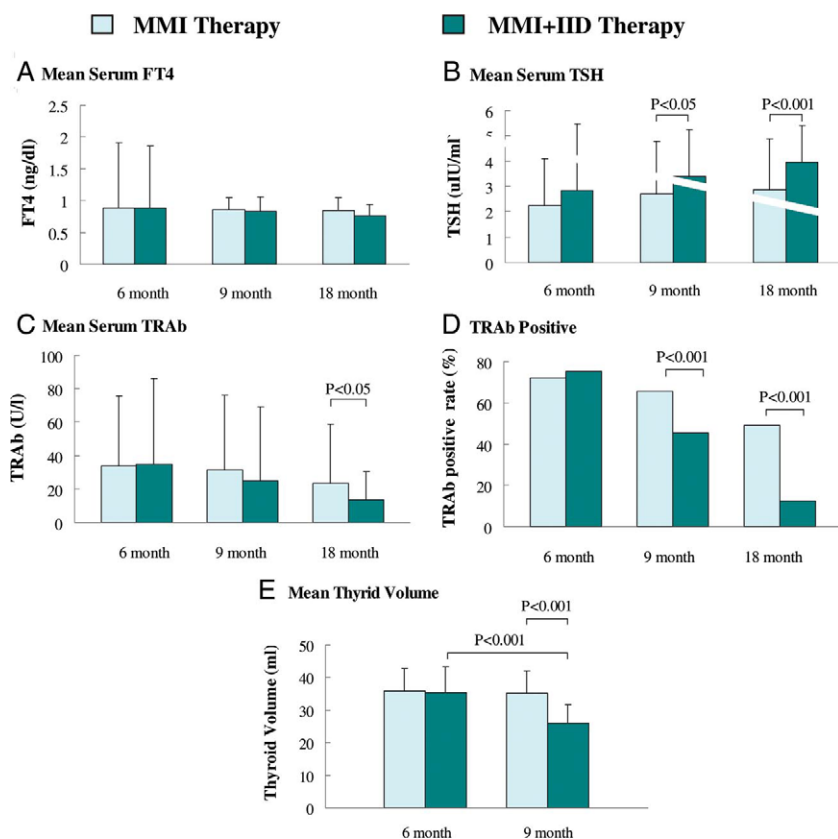 MMI Therapy
MMI+IID Therapy
A Mean Serum FT4
FT4 (ng/dl)
2.5
2
1.5
1
0.5
0
6 month 9 month 18 month
B Mean Serum TSH
TSH (uIU/ml)
6
5
4
3
2
1
0
P<0.05
P<0.001
6 month 9 month 18 month
C Mean Serum TRAb
TRAb (U/l)
100
80
60
40
20
0
P<0.05
6 month 9 month 18 month
D TRAb Positive
TRAb positive rate (%)
80
60
40
20
0
P<0.001
P<0.001
6 month 9 month 18 month
E Mean Thyrid Volume
Thyroid Volume (ml)
50
40
30
20
10
0
P<0.001
P<0.001
6 month 9 month